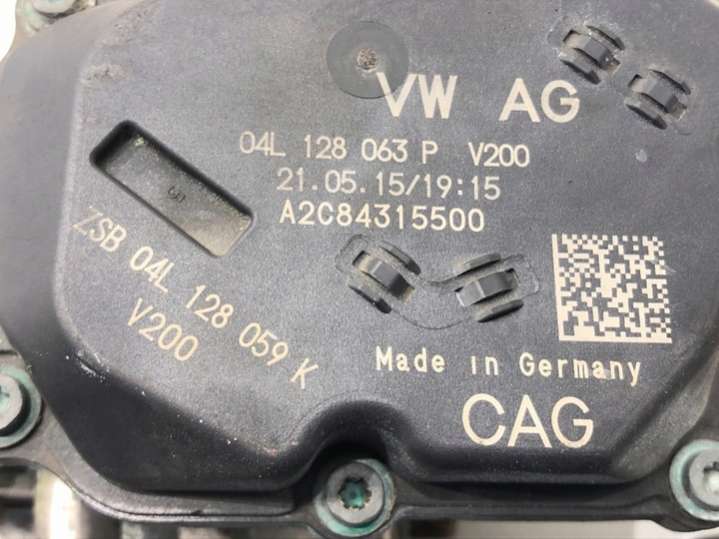 VW AG
04L 128 063 P V200
21.05.15/19:15
A2C84315500
ZSB 04L 128 059 K
V200
Made in Germany
CAG